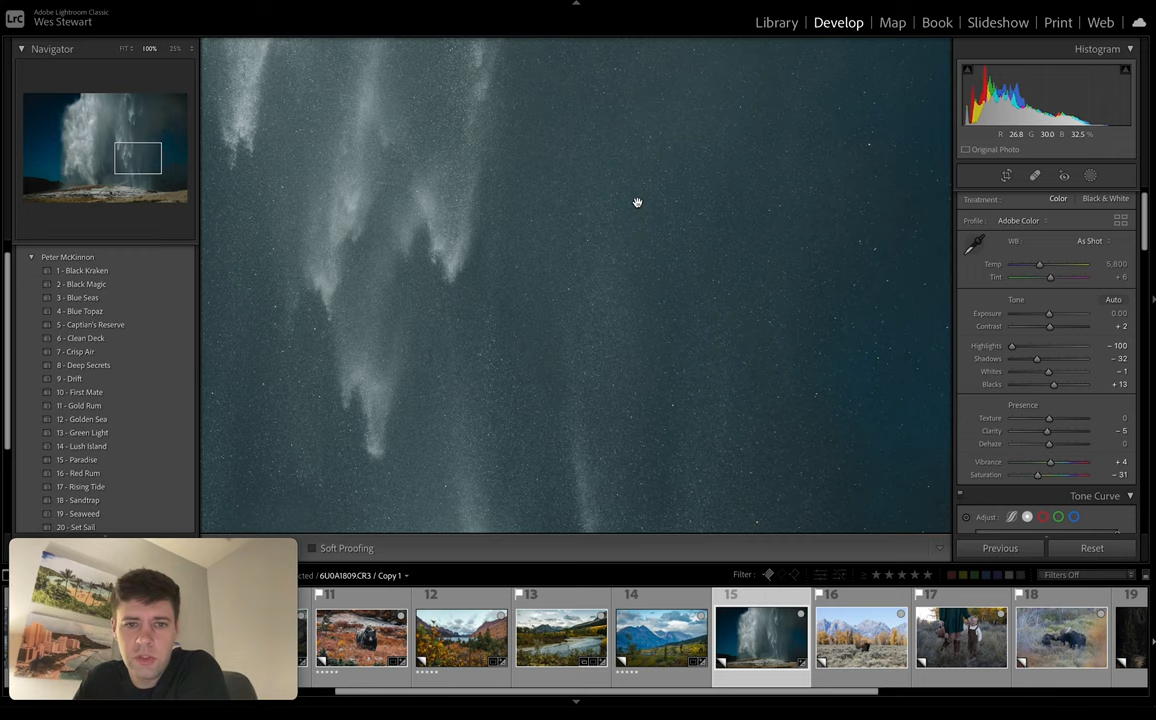 LrC
Adobe Lightroom Classic
Wes Stewart
Library | Develop | Map | Book | Slideshow | Print | Web
Navigator FIT 100% 25%
Peter McKinnon
1 - Black Kraken
2 - Black Magic
3 - Blue Seas
4 - Blue Topaz
5 - Captian's Reserve
6 - Clean Deck
7 - Crisp Air
8 - Deep Secrets
9 - Drift
10 - First Mate
11 - Gold Rum
12 - Golden Sea
13 - Green Light
14 - Lush Island
15 - Paradise
16 - Red Rum
17 - Rising Tide
18 - Sandtrap
19 - Seaweed
20 - Set Sail
Histogram
R 26.8 G 30.0 B 32.5 %
Original Photo
Treatment : Color Black & White
Profile : Adobe Color
WB : As Shot
Temp 5,800
Tint + 6
Tone Auto
Exposure 0.00
Contrast + 2
Highlights − 100
Shadows − 32
Whites − 1
Blacks + 13
Presence
Texture 0
Clarity − 5
Dehaze 0
Vibrance + 4
Saturation − 31
Tone Curve
Adjust :
Previous Reset
Soft Proofing
cted / 6U0A1809.CR3 / Copy 1
Filter : Filters Off
11 12 13 14 15 16 17 18 19